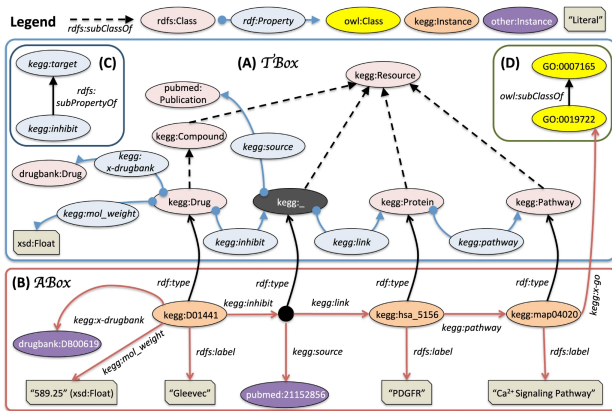 Legend
rdfs:subClassOf
rdfs:Class
rdf:Property
owl:Class
kegg:Instance
other:Instance
"Literal"
(C)
kegg:target
rdfs:
subPropertyOf
kegg:inhibit
(A) TBox
pubmed:
Publication
kegg:Resource
(D)
GO:0007165
owl:subClassOf
GO:0019722
kegg:Compound
kegg:source
kegg:
x-drugbank
drugbank:Drug
kegg:mol_weight
kegg:Drug
kegg:_
kegg:Protein
kegg:Pathway
xsd:Float
kegg:inhibit
kegg:link
kegg:pathway
rdf:type
rdf:type
rdf:type
rdf:type
(B) ABox
kegg:x-drugbank
kegg:D01441
kegg:inhibit
kegg:link
kegg:hsa_5156
kegg:pathway
kegg:map04020
kegg:x-go
drugbank:DB00619
kegg:mol_weight
rdfs:label
kegg:source
rdfs:label
rdfs:label
"589.25" (xsd:Float)
"Gleevec"
pubmed:21152856
"PDGFR"
"Ca2+ Signaling Pathway"